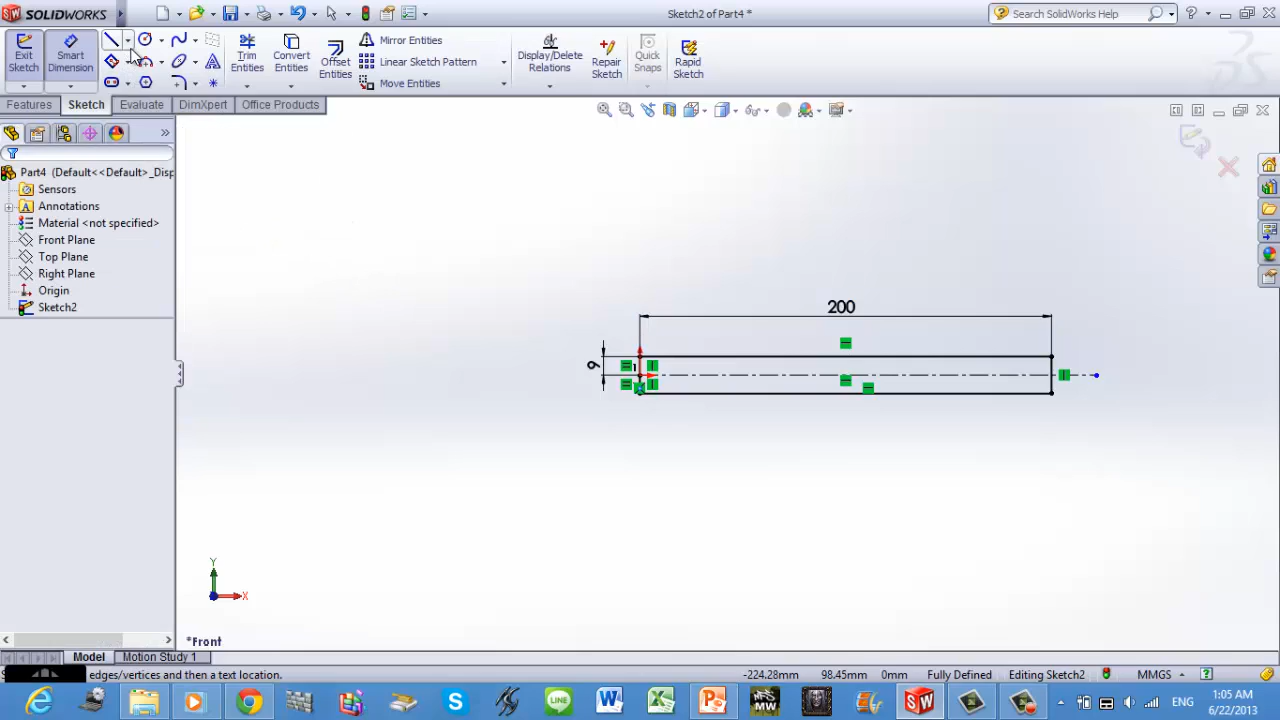 SW SOLIDWORKS
Sketch2 of Part4 *
Search SolidWorks Help
Exit Sketch
Smart Dimension
Trim Entities
Convert Entities
Offset Entities
Mirror Entities
Linear Sketch Pattern
Move Entities
Display/Delete Relations
Repair Sketch
Quick Snaps
Rapid Sketch
Features
Sketch
Evaluate
DimXpert
Office Products
Part4 (Default<<Default>_Disp
Sensors
Annotations
Material <not specified>
Front Plane
Top Plane
Right Plane
Origin
Sketch2
200
9
1
Y
X
*Front
Model
Motion Study 1
edges/vertices and then a text location.
-224.28mm
98.45mm
0mm
Fully Defined
Editing Sketch2
MMGS
ENG
1:05 AM
6/22/2013